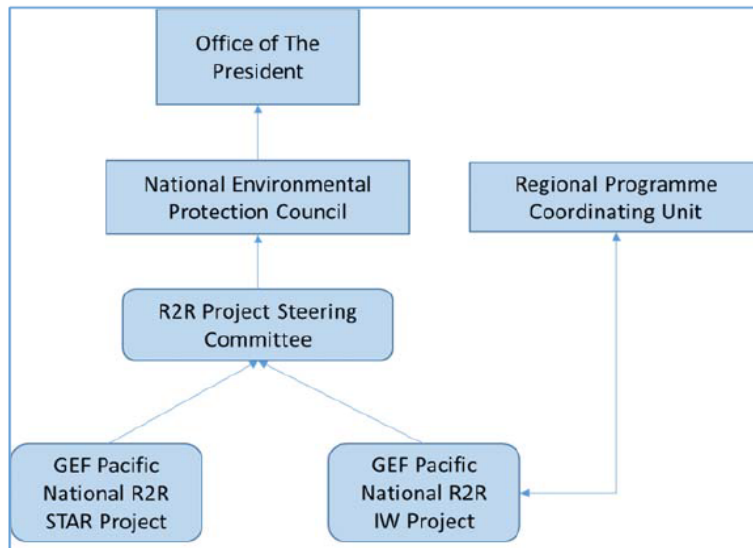 Office of The
President
National Environmental
Protection Council
Regional Programme
Coordinating Unit
R2R Project Steering
Committee
GEF Pacific
National R2R
STAR Project
GEF Pacific
National R2R
IW Project